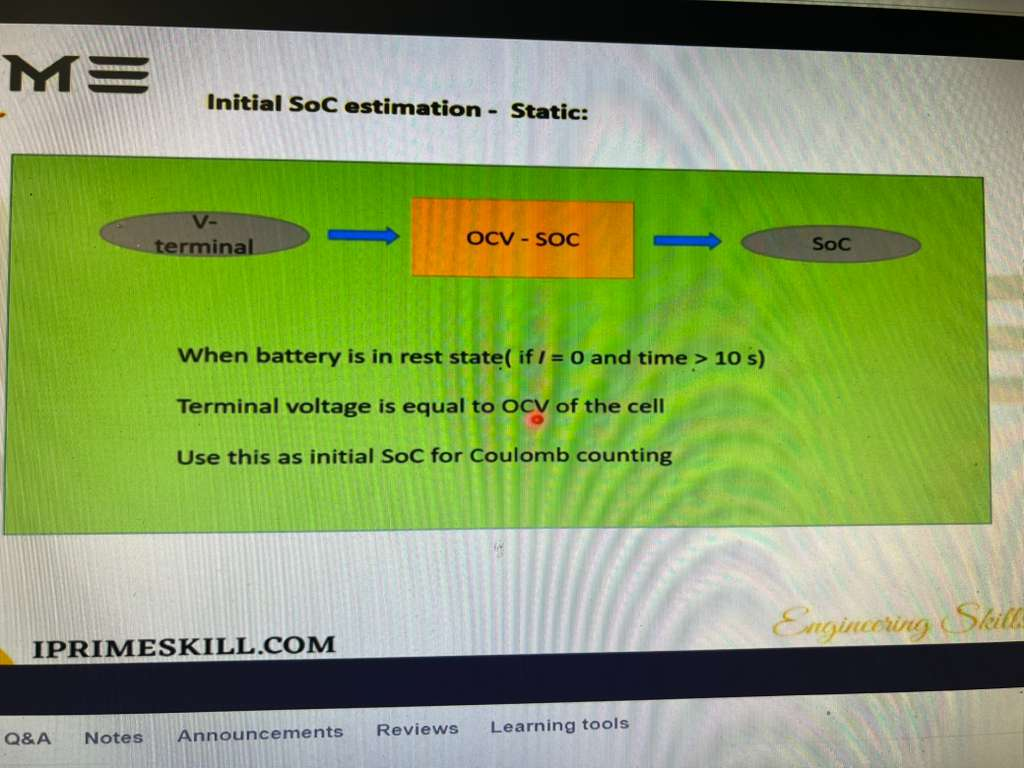 ME
Initial SoC estimation - Static:
V-
terminal
OCV - SOC
SoC
When battery is in rest state( if I = 0 and time > 10 s)
Terminal voltage is equal to OCV of the cell
Use this as initial SoC for Coulomb counting
IPRIMESKILL.COM
Engineering Skills
Q&A Notes Announcements Reviews Learning tools